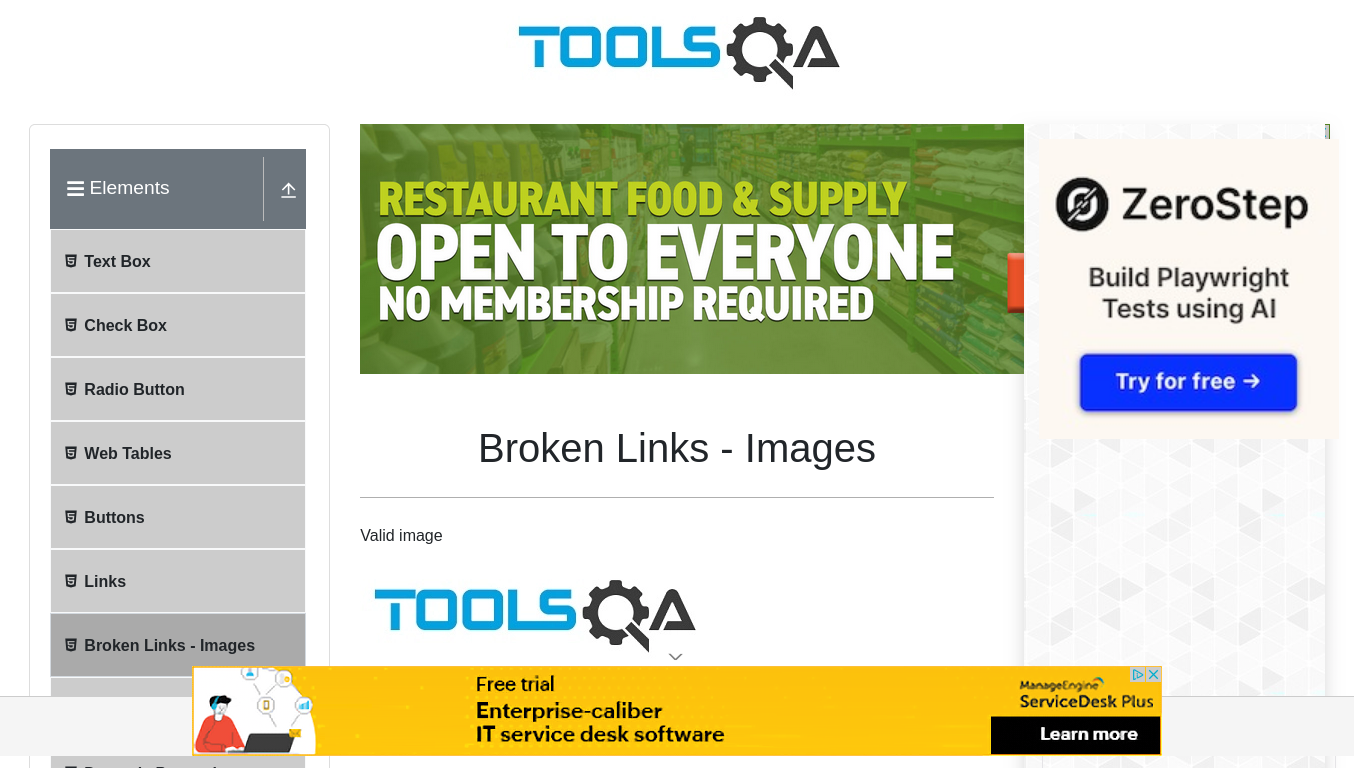 TOOLSQA
Elements
Text Box
Check Box
Radio Button
Web Tables
Buttons
Links
Broken Links - Images
RESTAURANT FOOD & SUPPLY
OPEN TO EVERYONE
NO MEMBERSHIP REQUIRED
Broken Links - Images
Valid image
TOOLSQA
ZeroStep
Build Playwright
Tests using AI
Try for free →
Free trial
Enterprise-caliber
IT service desk software
ManageEngine
ServiceDesk Plus
Learn more